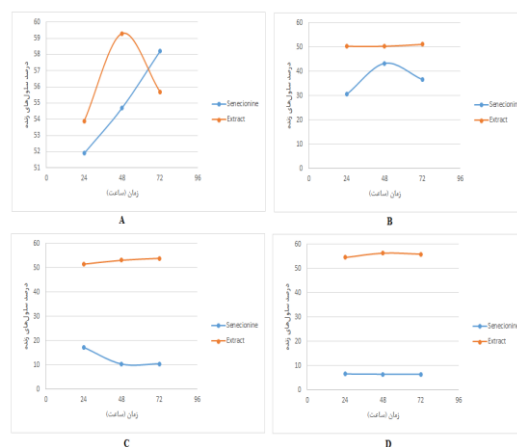 درصد سلول‌های زنده
60
59
58
57
56
55
54
53
52
51
0
24
48
72
96
زمان (ساعت)
Senecionine
Extract
A
درصد سلول‌های زنده
60
50
40
30
20
10
0
0
24
48
72
96
زمان (ساعت)
Senecionine
Extract
B
درصد سلول‌های زنده
60
50
40
30
20
10
0
0
24
48
72
96
زمان (ساعت)
Senecionine
Extract
C
درصد سلول‌های زنده
60
50
40
30
20
10
0
0
24
48
72
96
زمان (ساعت)
Senecionine
Extract
D